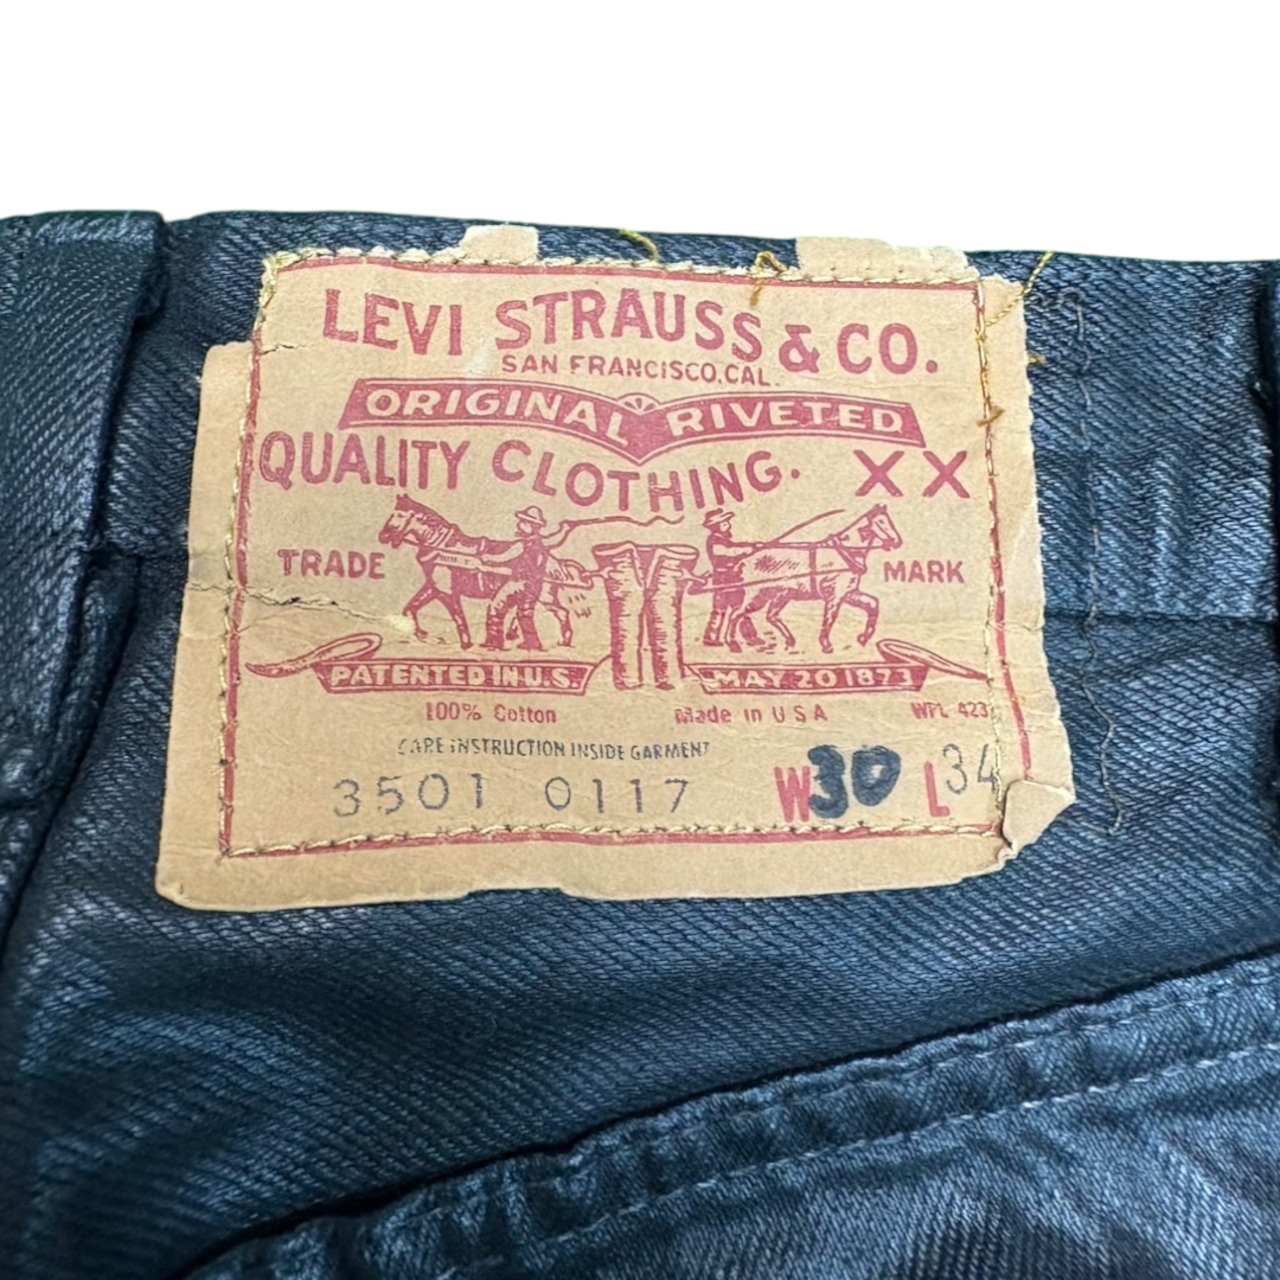 LEVI STRAUSS & CO.
SAN FRANCISCO, CAL.
ORIGINAL RIVETED
QUALITY CLOTHING. XX
TRADE MARK
PATENTED IN U.S. MAY 20 1873
100% Cotton Made in U S A WPL 423
CARE INSTRUCTION INSIDE GARMENT
3501 0117 W30 L34